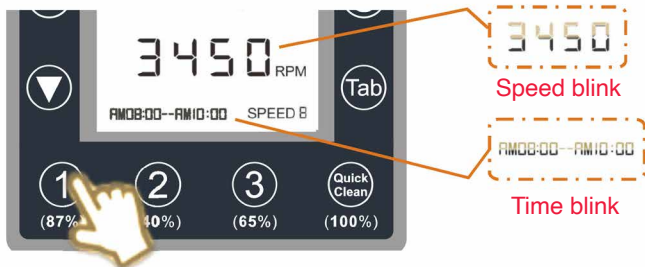 3450 RPM
Tab
AM08:00--AM10:00 SPEED 8
1 2 3 Quick Clean
(87%) 40%) (65%) (100%)
3450
Speed blink
AM08:00--AM10:00
Time blink